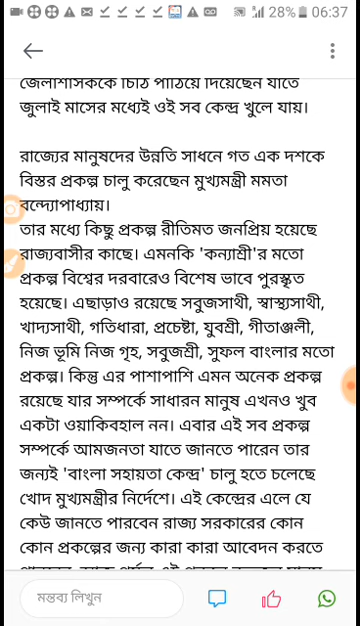 28% 06:37
জেলাশাসককে চিঠি পাঠিয়ে দিয়েছেন যাতে
জুলাই মাসের মধ্যেই ওই সব কেন্দ্র খুলে যায়।
রাজ্যের মানুষদের উন্নতি সাধনে গত এক দশকে
বিস্তর প্রকল্প চালু করেছেন মুখ্যমন্ত্রী মমতা
বন্দ্যোপাধ্যায়।
তার মধ্যে কিছু প্রকল্প রীতিমত জনপ্রিয় হয়েছে
রাজ্যবাসীর কাছে। এমনকি 'কন্যাশ্রী'র মতো
প্রকল্প বিশ্বের দরবারেও বিশেষ ভাবে পুরস্কৃত
হয়েছে। এছাড়াও রয়েছে সবুজসাথী, স্বাস্থ্যসাথী,
খাদ্যসাথী, গতিধারা, প্রচেষ্টা, যুবশ্রী, গীতাঞ্জলী,
নিজ ভূমি নিজ গৃহ, সবুজশ্রী, সুফল বাংলার মতো
প্রকল্প। কিন্তু এর পাশাপাশি এমন অনেক প্রকল্প
রয়েছে যার সম্পর্কে সাধারন মানুষ এখনও খুব
একটা ওয়াকিবহাল নন। এবার এই সব প্রকল্প
সম্পর্কে আমজনতা যাতে জানতে পারেন তার
জন্যই 'বাংলা সহায়তা কেন্দ্র' চালু হতে চলেছে
খোদ মুখ্যমন্ত্রীর নির্দেশে। এই কেন্দ্রের এলে যে
কেউ জানতে পারবেন রাজ্য সরকারের কোন
কোন প্রকল্পের জন্য কারা কারা আবেদন করতে
মন্তব্য লিখুন